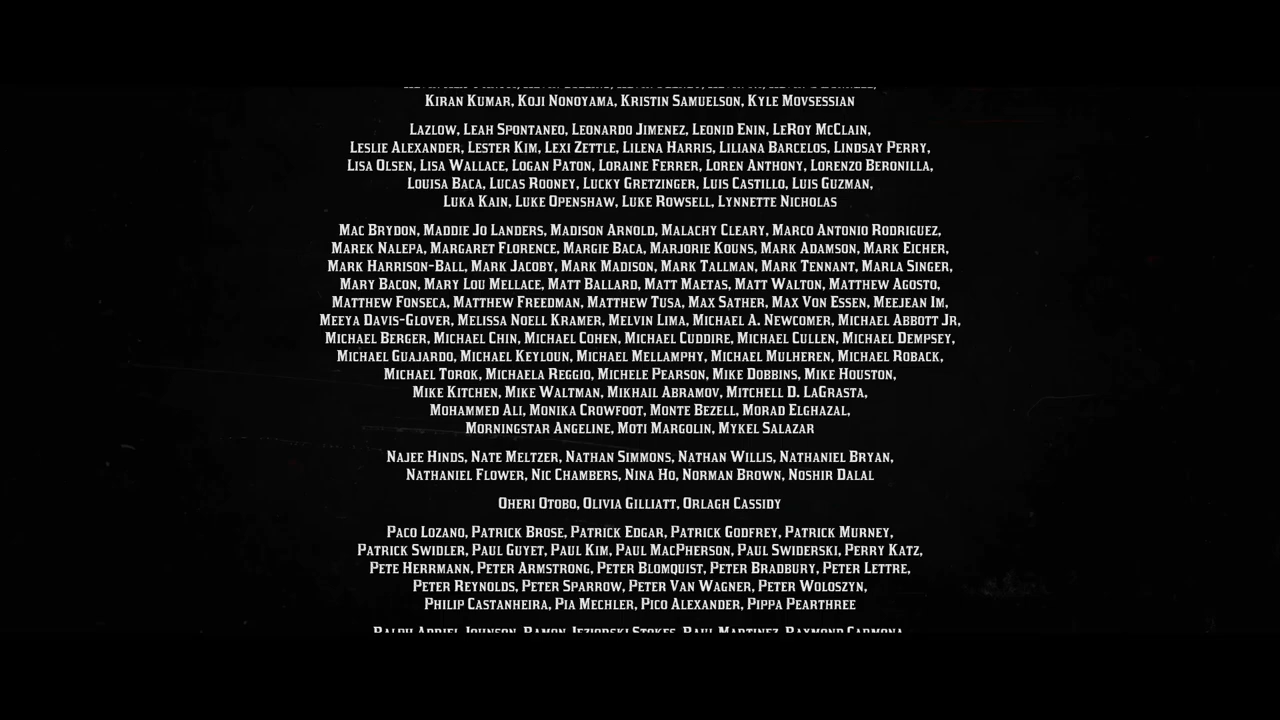 Kiran Kumar, Koji Nonoyama, Kristin Samuelson, Kyle Movsessian
Lazlow, Leah Spontaneo, Leonardo Jimenez, Leonid Enin, LeRoy McClain,
Leslie Alexander, Lester Kim, Lexi Zettle, Lilena Harris, Liliana Barcelos, Lindsay Perry,
Lisa Olsen, Lisa Wallace, Logan Paton, Loraine Ferrer, Loren Anthony, Lorenzo Beronilla,
Louisa Baca, Lucas Rooney, Lucky Gretzinger, Luis Castillo, Luis Guzman,
Luka Kain, Luke Openshaw, Luke Rowsell, Lynnette Nicholas
Mac Brydon, Maddie Jo Landers, Madison Arnold, Malachy Cleary, Marco Antonio Rodriguez,
Marek Nalepa, Margaret Florence, Margie Baca, Marjorie Kouns, Mark Adamson, Mark Eicher,
Mark Harrison-Ball, Mark Jacoby, Mark Madison, Mark Tallman, Mark Tennant, Marla Singer,
Mary Bacon, Mary Lou Mellace, Matt Ballard, Matt Maetas, Matt Walton, Matthew Agosto,
Matthew Fonseca, Matthew Freedman, Matthew Tusa, Max Sather, Max Von Essen, Meejean Im,
Meeya Davis-Glover, Melissa Noell Kramer, Melvin Lima, Michael A. Newcomer, Michael Abbott Jr,
Michael Berger, Michael Chin, Michael Cohen, Michael Cuddire, Michael Cullen, Michael Dempsey,
Michael Guajardo, Michael Keyloun, Michael Mellamphy, Michael Mulheren, Michael Roback,
Michael Torok, Michaela Reggio, Michele Pearson, Mike Dobbins, Mike Houston,
Mike Kitchen, Mike Waltman, Mikhail Abramov, Mitchell D. LaGrasta,
Mohammed Ali, Monika Crowfoot, Monte Bezell, Morad Elghazal,
Morningstar Angeline, Moti Margolin, Mykel Salazar
Najee Hinds, Nate Meltzer, Nathan Simmons, Nathan Willis, Nathaniel Bryan,
Nathaniel Flower, Nic Chambers, Nina Ho, Norman Brown, Noshir Dalal
Oheri Otobo, Olivia Gilliatt, Orlagh Cassidy
Paco Lozano, Patrick Brose, Patrick Edgar, Patrick Godfrey, Patrick Murney,
Patrick Swidler, Paul Guyet, Paul Kim, Paul MacPherson, Paul Swiderski, Perry Katz,
Pete Herrmann, Peter Armstrong, Peter Blomquist, Peter Bradbury, Peter Lettre,
Peter Reynolds, Peter Sparrow, Peter Van Wagner, Peter Woloszyn,
Philip Castanheira, Pia Mechler, Pico Alexander, Pippa Pearthree